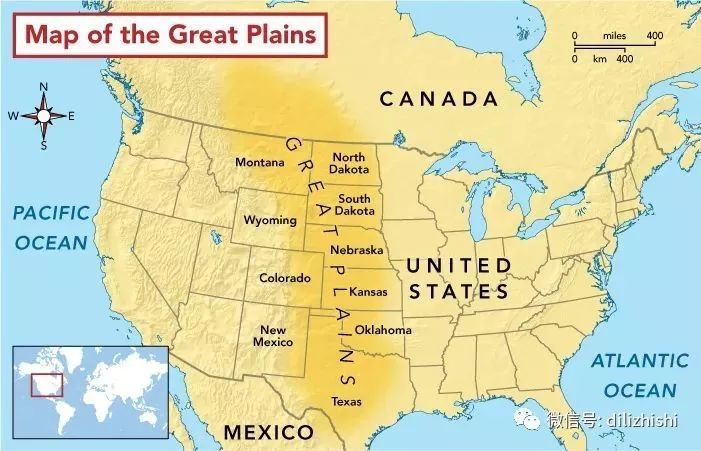 Map of the Great Plains
0 miles 400
0 km 400
CANADA
N
W E
S
GREAT PLAINS
Montana
North
Dakota
South
Dakota
Wyoming
Nebraska
PACIFIC
OCEAN
UNITED
STATES
Colorado
Kansas
New
Mexico
Oklahoma
Texas
ATLANTIC
OCEAN
MEXICO
微信号: dilizhishi